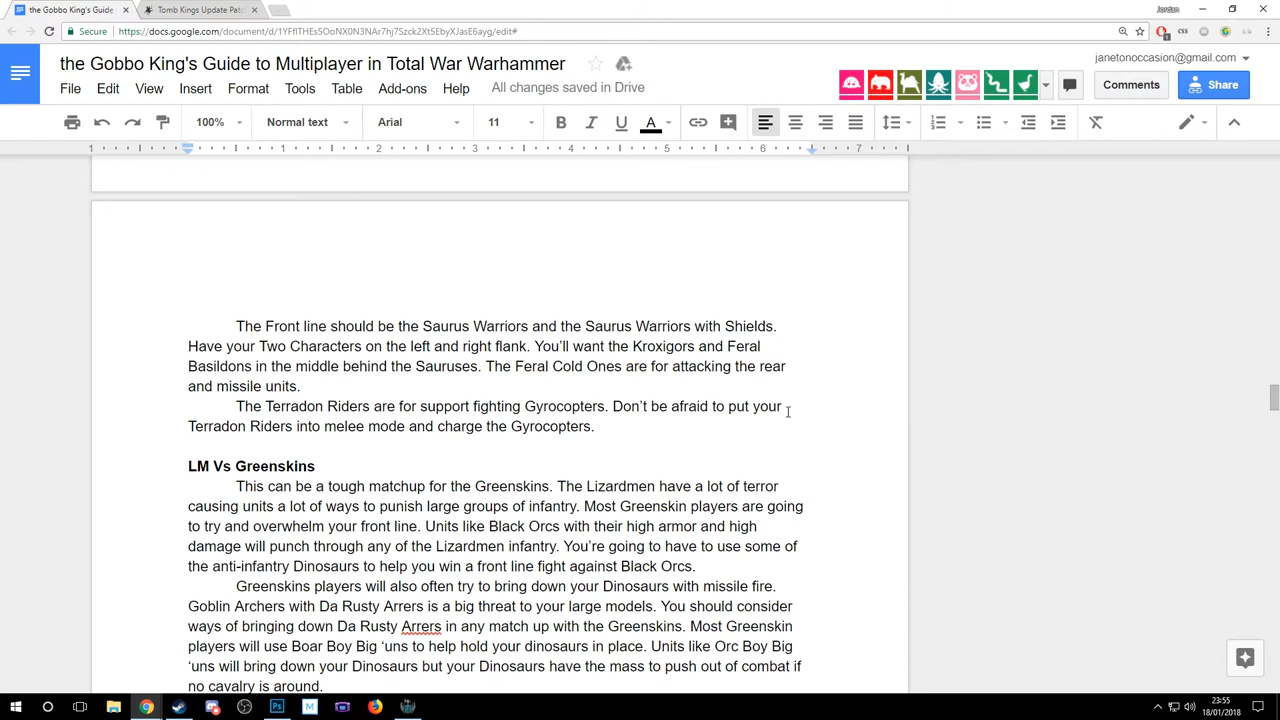 the Gobbo King's Guide
Tomb Kings Update Patc
Jordan
Secure
https://docs.google.com/document/d/1YFflTHEs5OoNX0N3NAr7hj7Szck2Xt5EbyXJasE6ayg/edit#
the Gobbo King's Guide to Multiplayer in Total War Warhammer
janetonoccasion@gmail.com
File Edit View Insert Format Tools Table Add-ons Help All changes saved in Drive
Comments
Share
100% Normal text Arial 11
1 1 2 3 4 5 6 7
The Front line should be the Saurus Warriors and the Saurus Warriors with Shields.
Have your Two Characters on the left and right flank. You'll want the Kroxigors and Feral
Basildons in the middle behind the Sauruses. The Feral Cold Ones are for attacking the rear
and missile units.
The Terradon Riders are for support fighting Gyrocopters. Don't be afraid to put your
Terradon Riders into melee mode and charge the Gyrocopters.
LM Vs Greenskins
This can be a tough matchup for the Greenskins. The Lizardmen have a lot of terror
causing units a lot of ways to punish large groups of infantry. Most Greenskin players are going
to try and overwhelm your front line. Units like Black Orcs with their high armor and high
damage will punch through any of the Lizardmen infantry. You're going to have to use some of
the anti-infantry Dinosaurs to help you win a front line fight against Black Orcs.
Greenskins players will also often try to bring down your Dinosaurs with missile fire.
Goblin Archers with Da Rusty Arrers is a big threat to your large models. You should consider
ways of bringing down Da Rusty Arrers in any match up with the Greenskins. Most Greenskin
players will use Boar Boy Big 'uns to help hold your dinosaurs in place. Units like Orc Boy Big
'uns will bring down your Dinosaurs but your Dinosaurs have the mass to push out of combat if
no cavalry is around.
23:55
18/01/2018